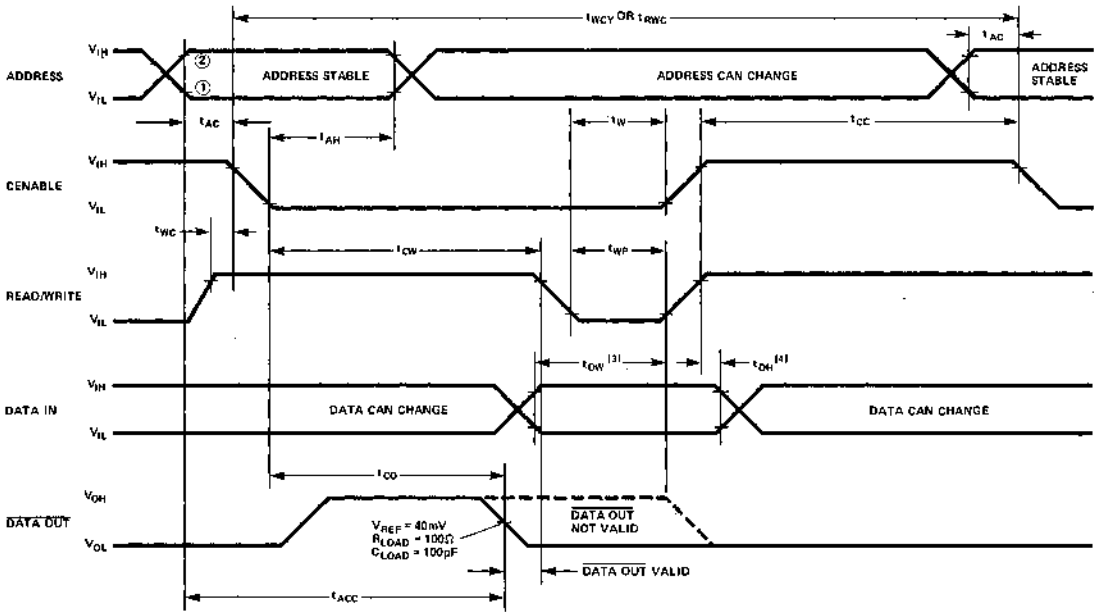 tWCY OR tRWC
VIH
② 
tAC
ADDRESS
ADDRESS STABLE
ADDRESS CAN CHANGE
ADDRESS
STABLE
①
VIL
tAC
tAH
tW
tCC
VIH
CENABLE
VIL
tWC
tCW
tWP
VIH
READ/WRITE
VIL
tDW [3]
tDH [4]
VIH
DATA IN
DATA CAN CHANGE
DATA CAN CHANGE
VIL
tCO
VOH
DATA OUT
VREF = 40mV
RLOAD = 100Ω
CLOAD = 100pF
DATA OUT
NOT VALID
VOL
DATA OUT VALID
tACC